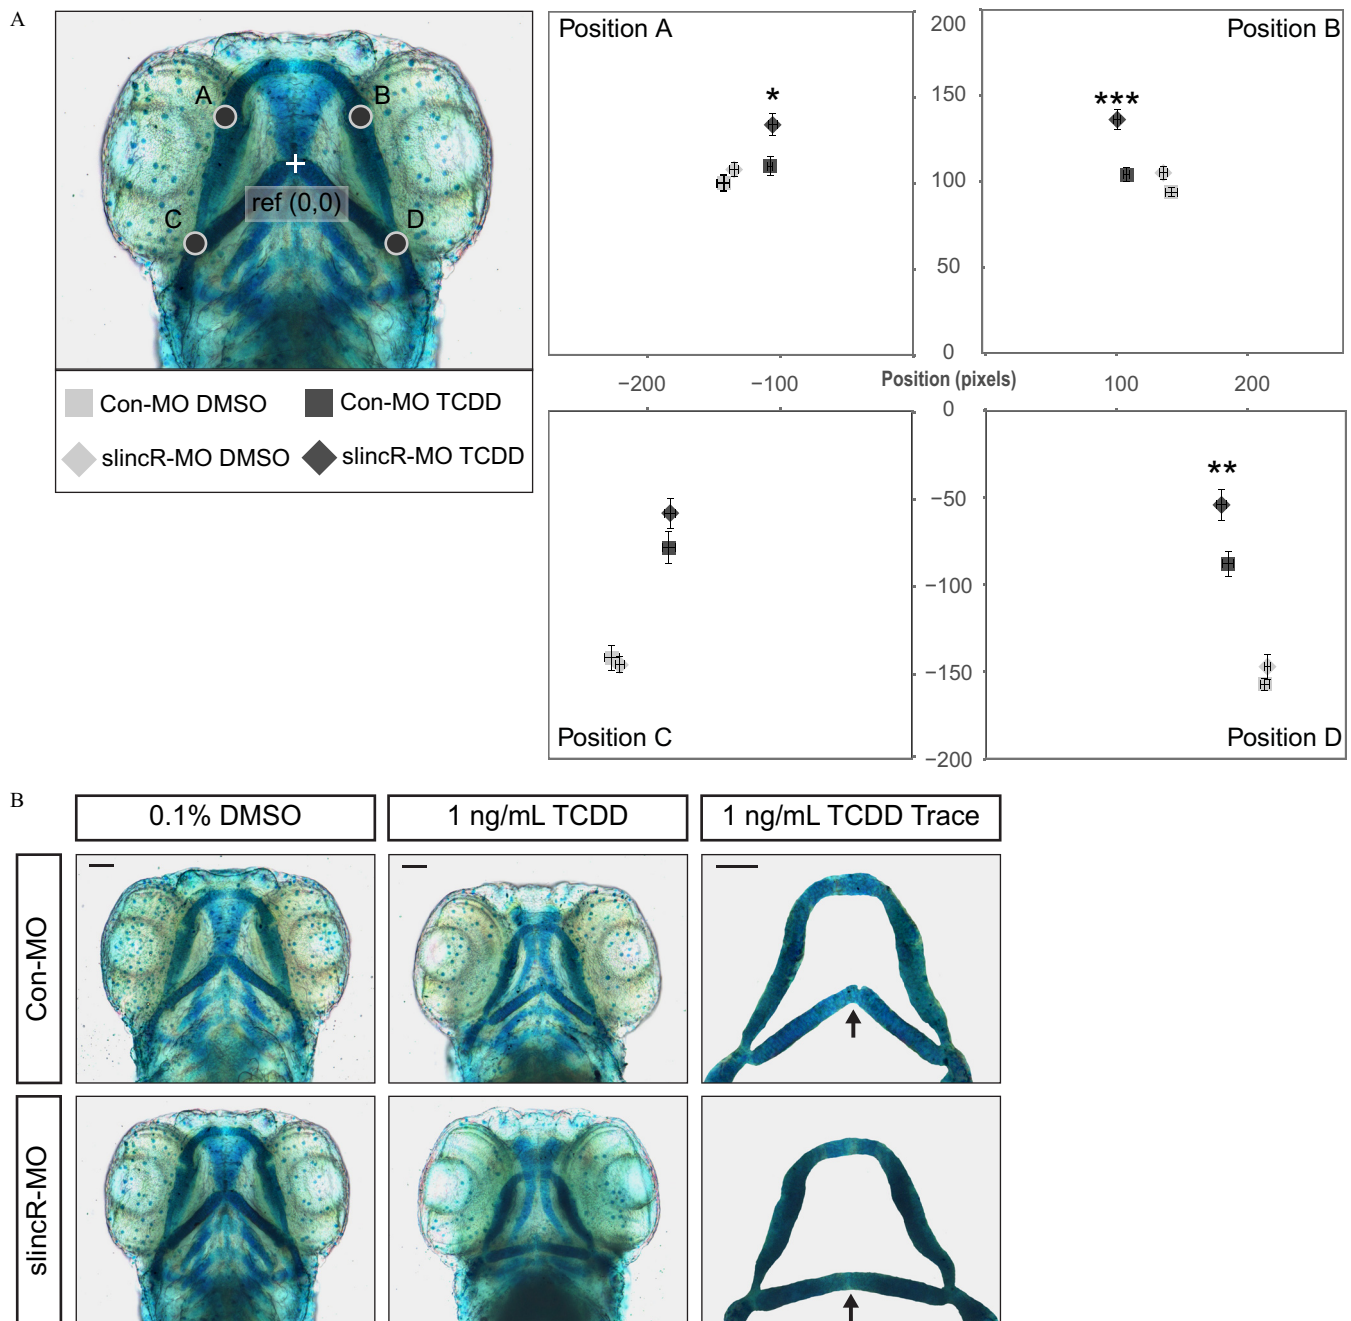 A
A
B
ref (0,0)
C
D
Con-MO DMSO
Con-MO TCDD
slincR-MO DMSO
slincR-MO TCDD
Position A
*
200
150
100
50
0
Position B
***
−200
−100
Position (pixels)
100
200
0
−50
−100
−150
−200
Position C
**
Position D
B
0.1% DMSO
1 ng/mL TCDD
1 ng/mL TCDD Trace
Con-MO
slincR-MO